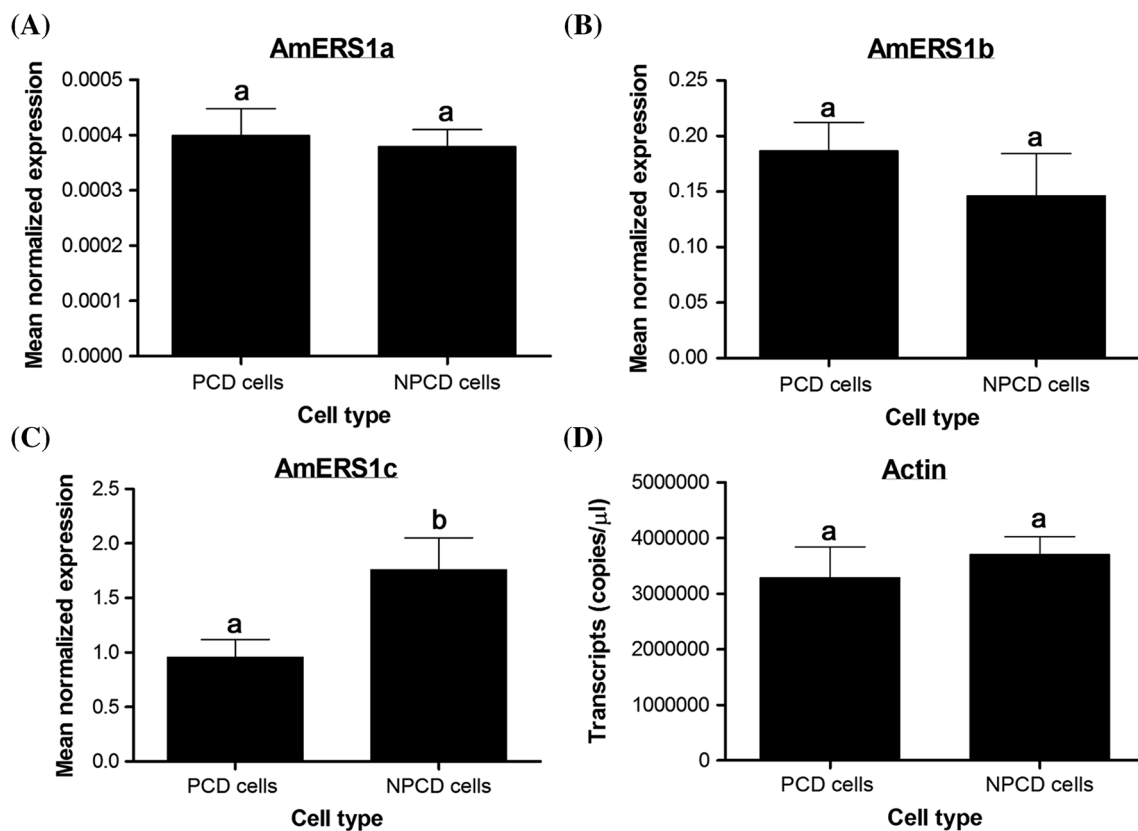 (A)
AmERS1a
Mean normalized expression
0.0005
0.0004
0.0003
0.0002
0.0001
0.0000
a
a
PCD cells
NPCD cells
Cell type
(B)
AmERS1b
Mean normalized expression
0.25
0.20
0.15
0.10
0.05
0.00
a
a
PCD cells
NPCD cells
Cell type
(C)
AmERS1c
Mean normalized expression
2.5
2.0
1.5
1.0
0.5
0.0
a
b
PCD cells
NPCD cells
Cell type
(D)
Actin
Transcripts (copies/µl)
5000000
4000000
3000000
2000000
1000000
0
a
a
PCD cells
NPCD cells
Cell type